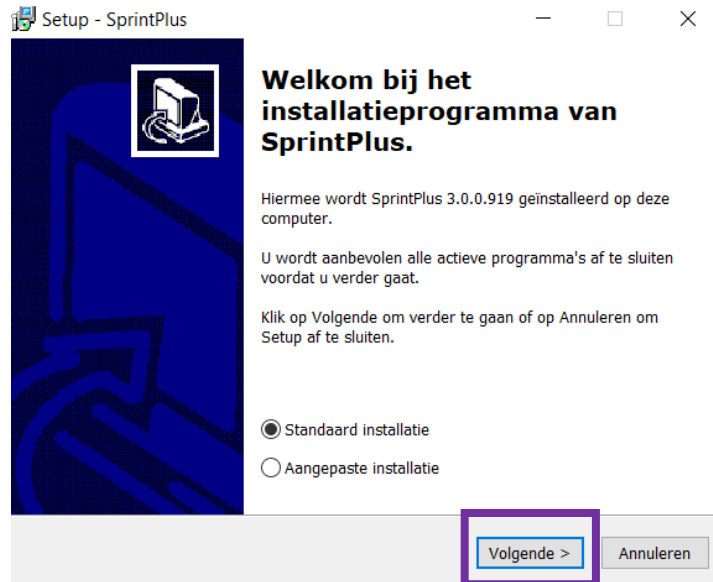 Setup - SprintPlus
Welkom bij het
installatieprogramma van
SprintPlus.
Hiermee wordt SprintPlus 3.0.0.919 geïnstalleerd op deze
computer.
U wordt aanbevolen alle actieve programma's af te sluiten
voordat u verder gaat.
Klik op Volgende om verder te gaan of op Annuleren om
Setup af te sluiten.
Standaard installatie
Aangepaste installatie
Volgende >
Annuleren